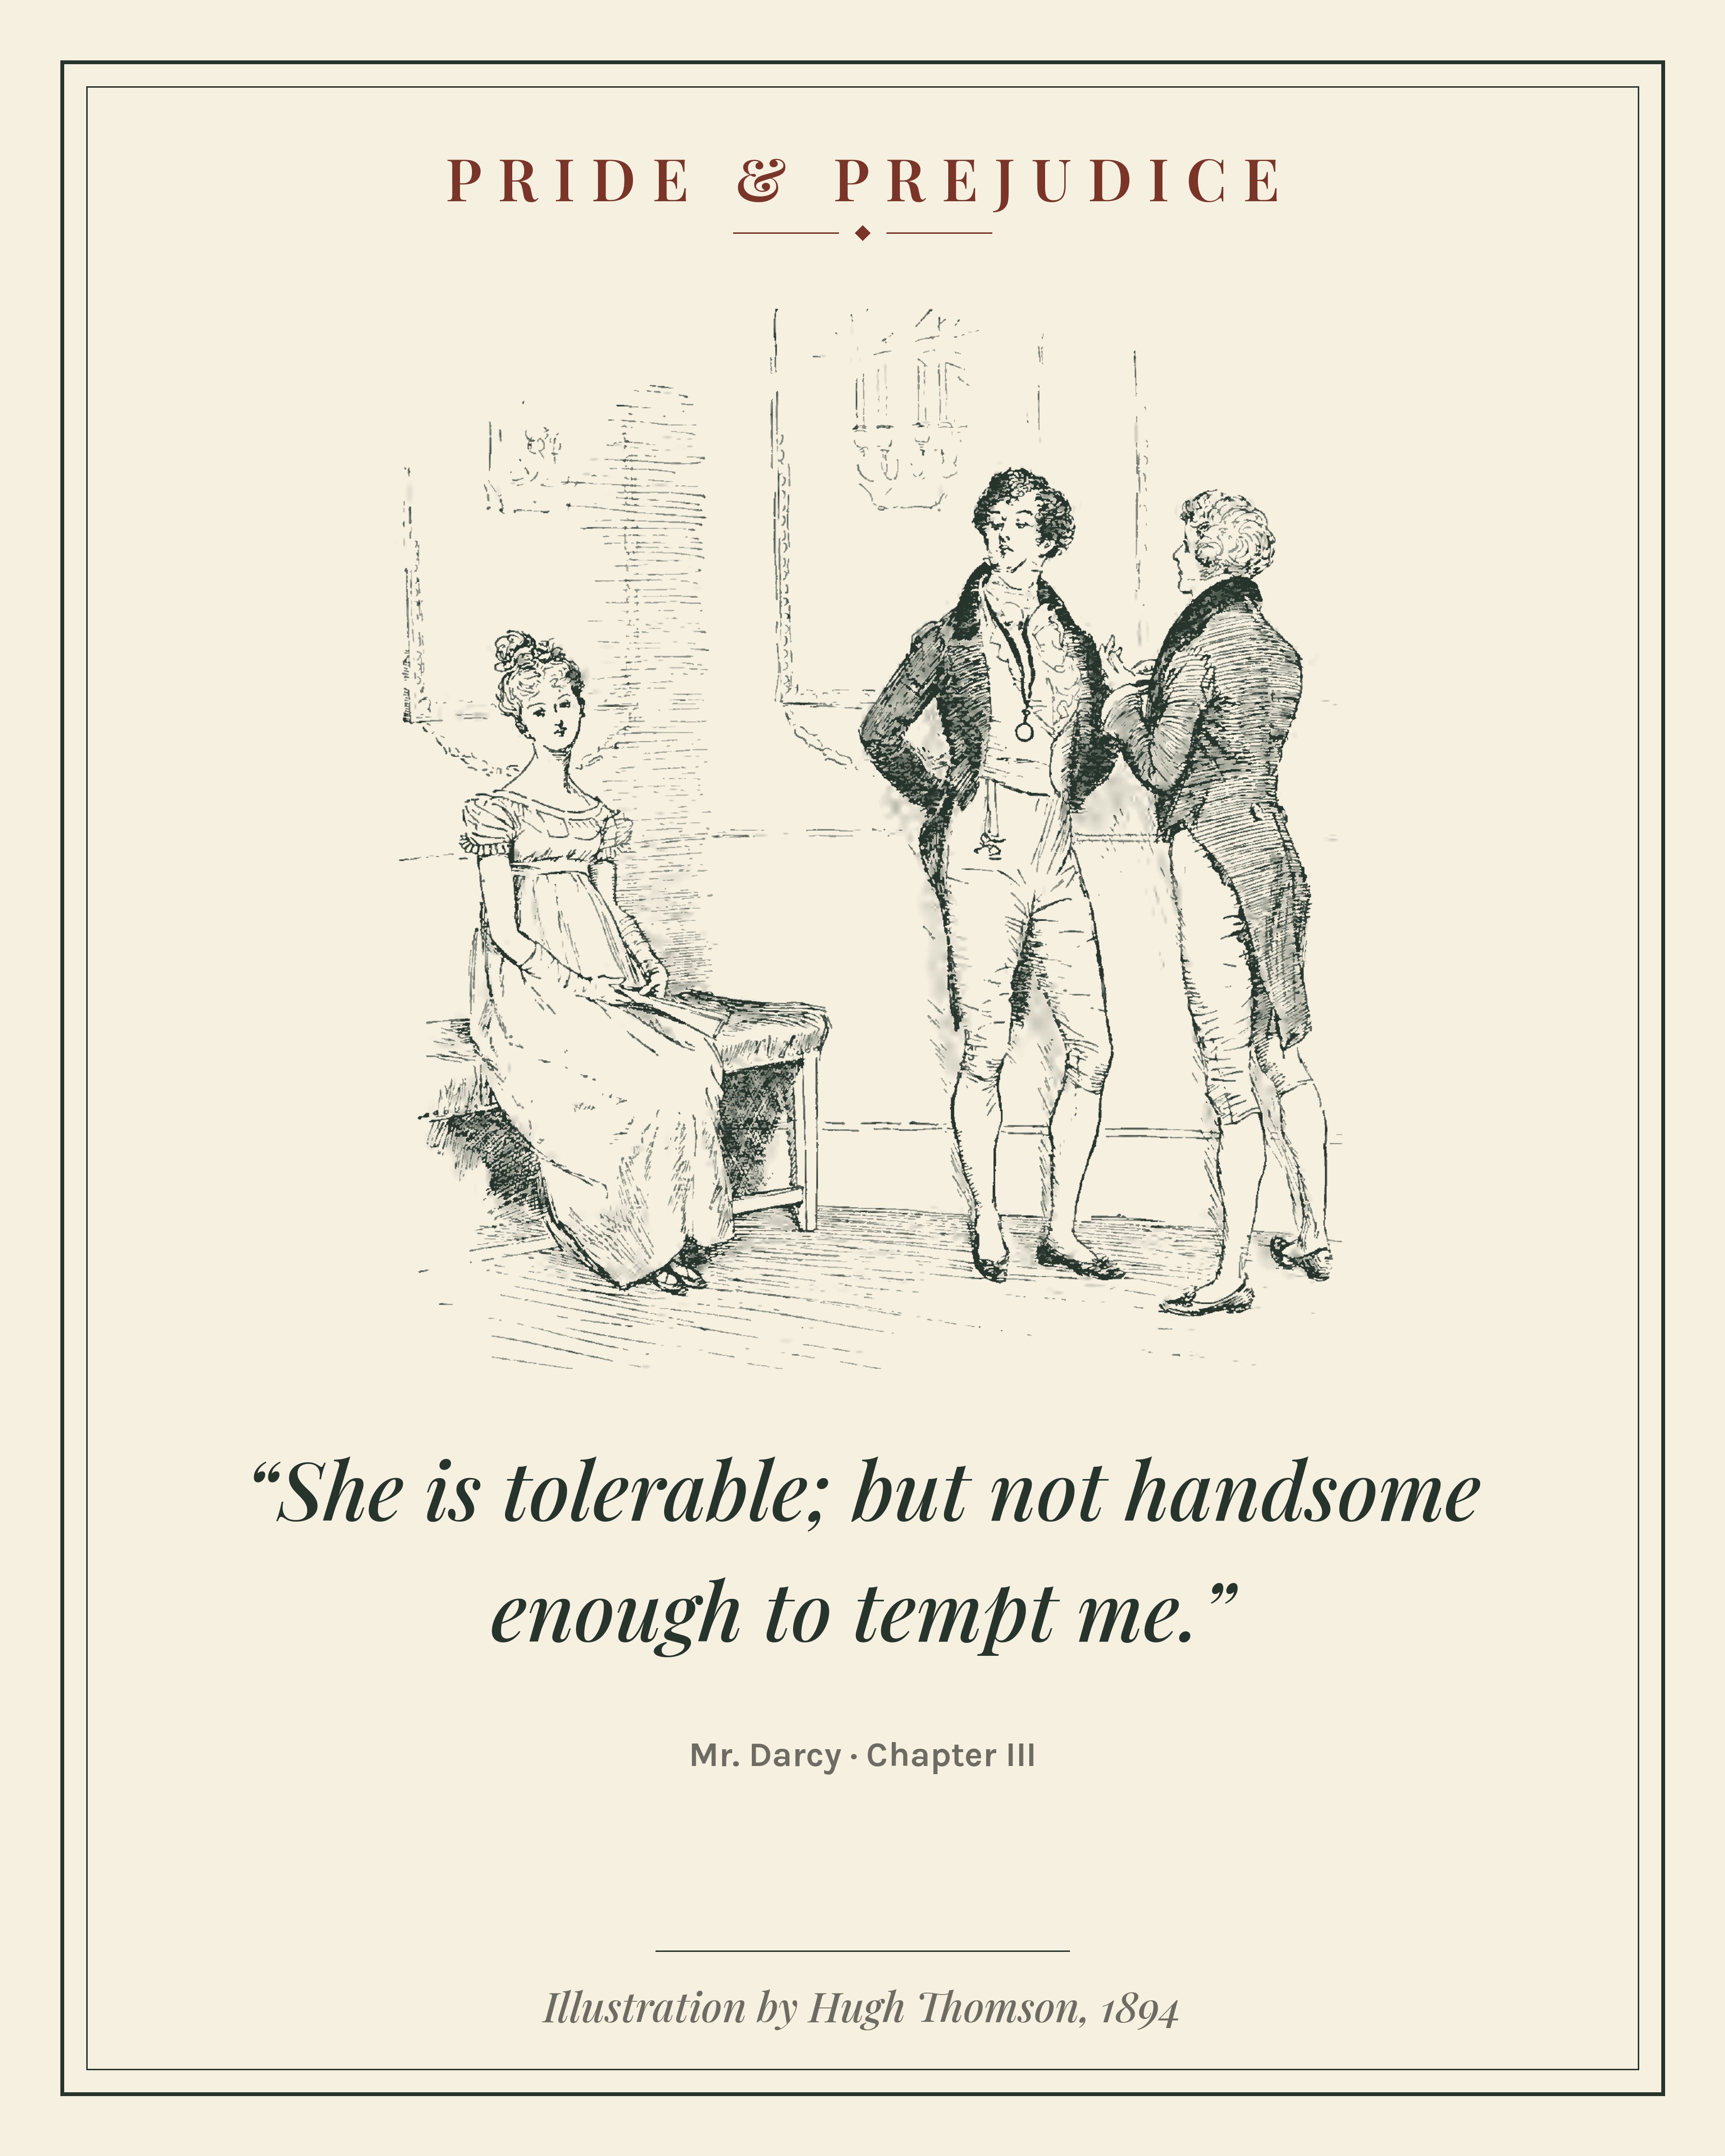 PRIDE & PREJUDICE
“She is tolerable; but not handsome
enough to tempt me.”
Mr. Darcy · Chapter III
Illustration by Hugh Thomson, 1894